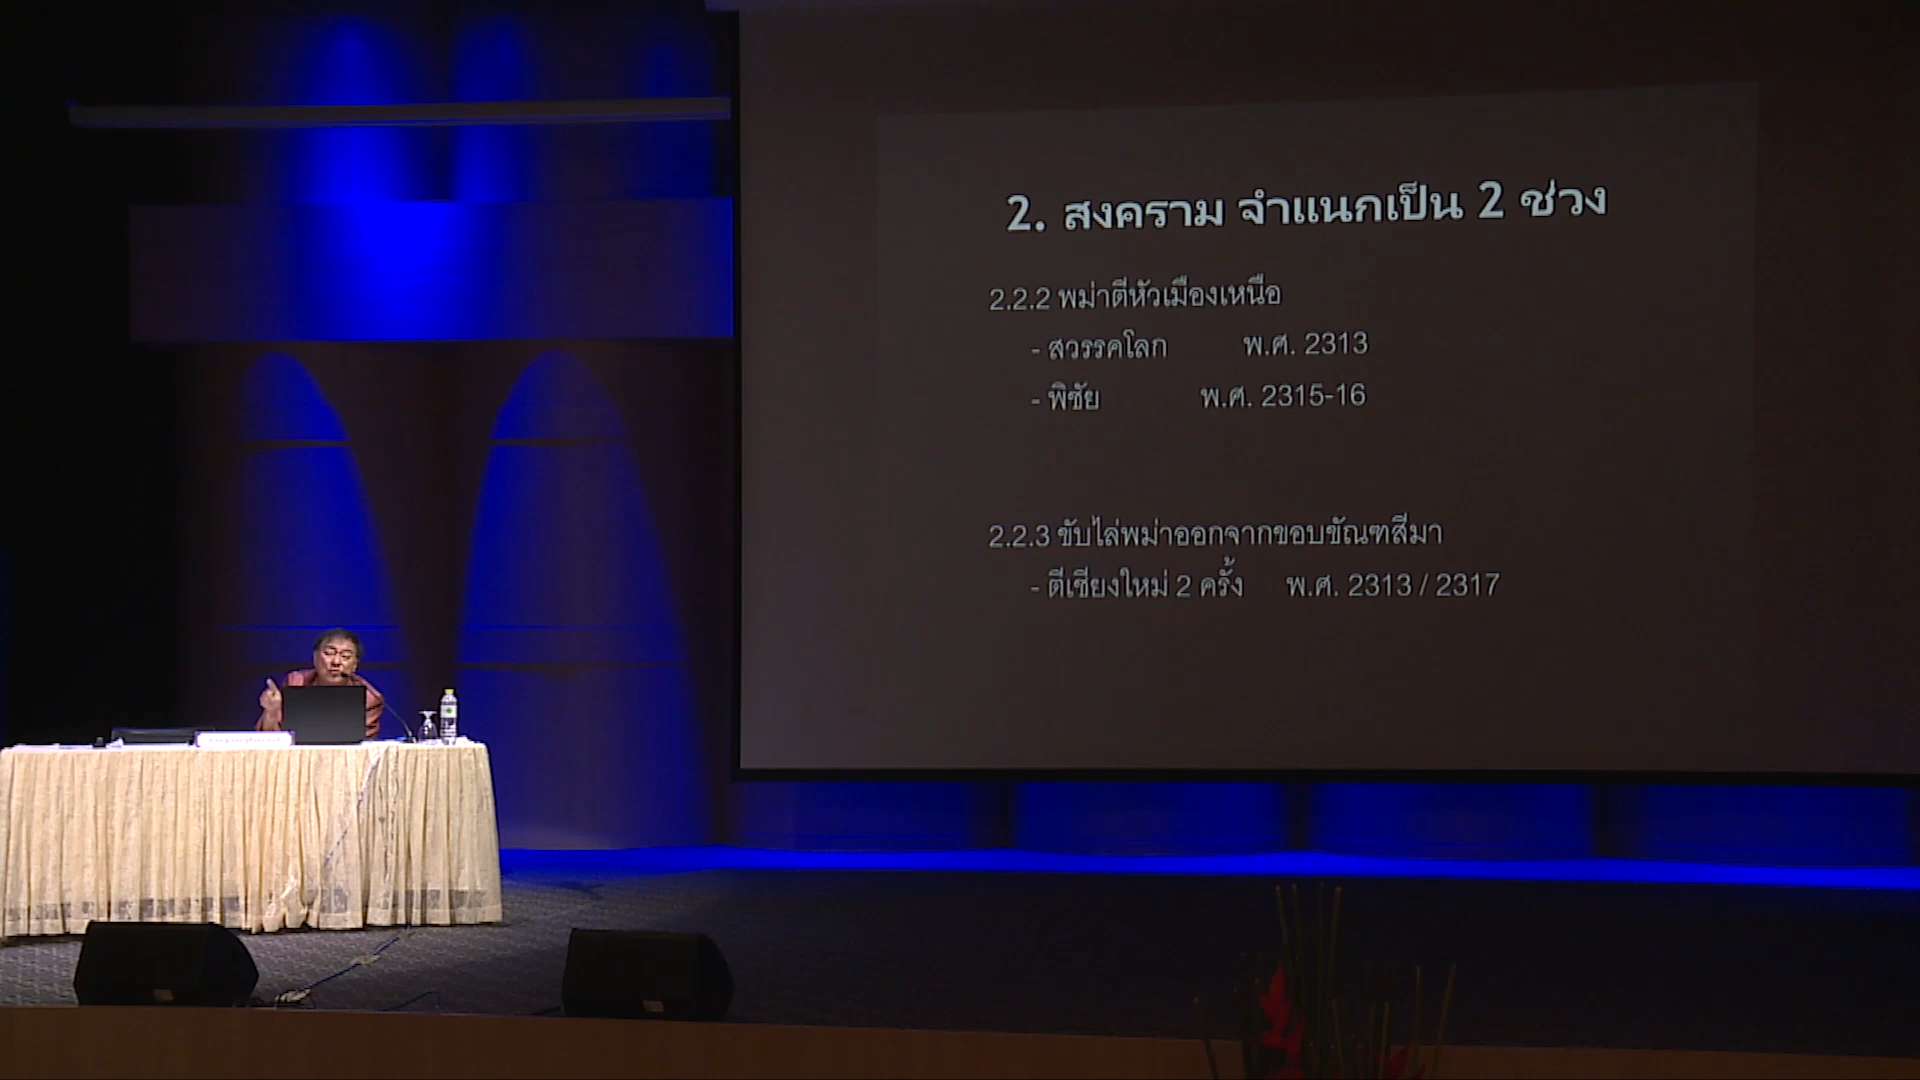 2. สงคราม จำแนกเป็น 2 ช่วง
2.2.2 พม่าตีหัวเมืองเหนือ
- สวรรคโลก พ.ศ. 2313
- พิชัย พ.ศ. 2315-16
2.2.3 ขับไล่พม่าออกจากขอบขัณฑสีมา
- ตีเชียงใหม่ 2 ครั้ง พ.ศ. 2313 / 2317